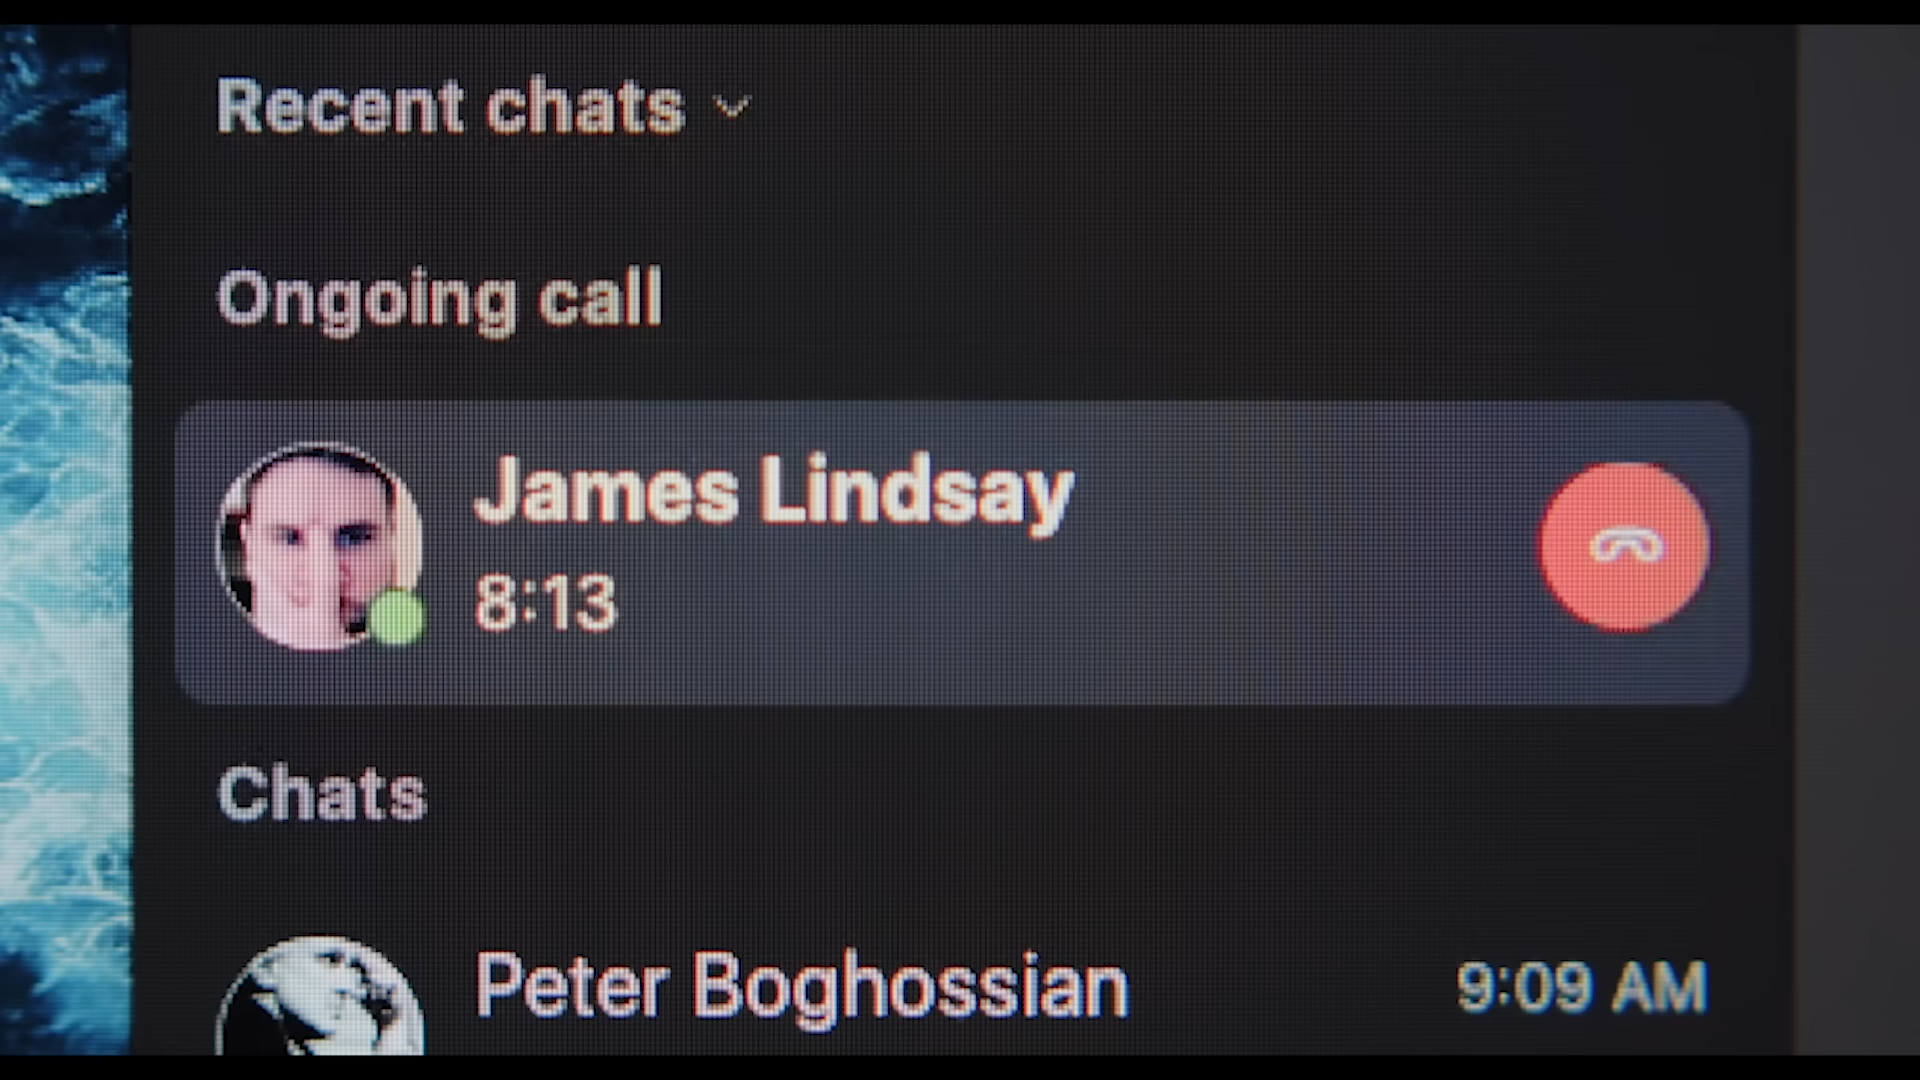 Recent chats
Ongoing call
James Lindsay
8:13
Chats
Peter Boghossian
9:09 AM